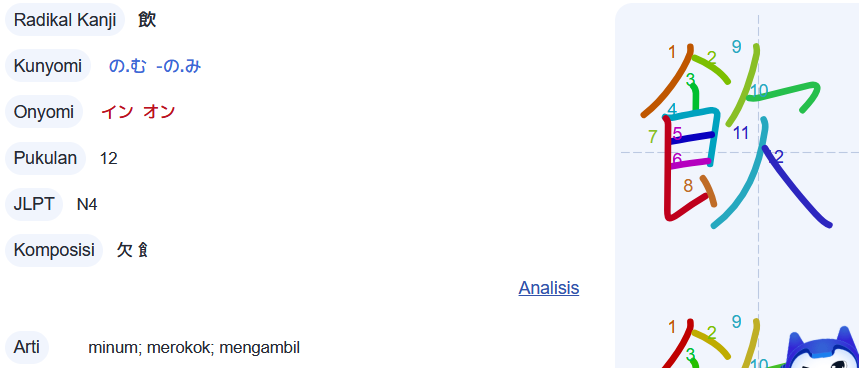 Radikal Kanji 飲
Kunyomi の.む -の.み
Onyomi イン オン
Pukulan 12
JLPT N4
Komposisi 欠 飠
Analisis
Arti minum; merokok; mengambil
1 2 3 4 5 6 7 8 9 10 11 12
1 2 3 9 10